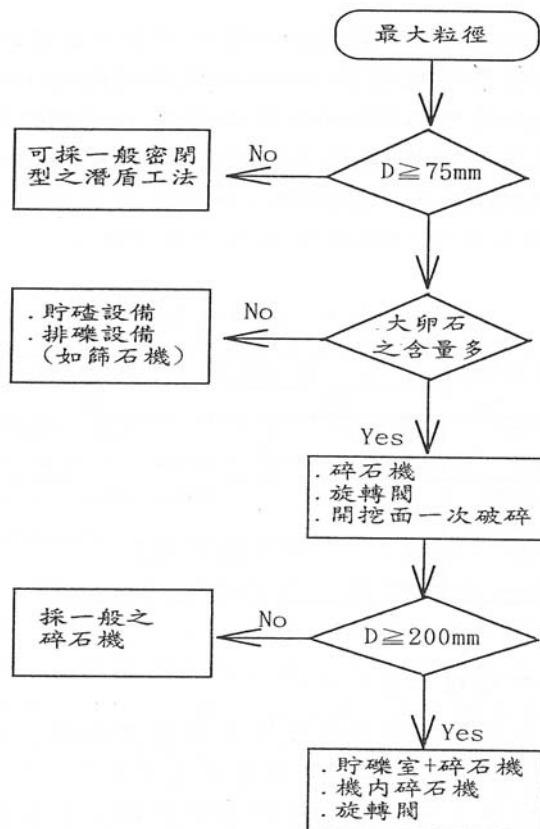 最大粒徑
D≧75mm
No
可採一般密閉
型之潛盾工法
大卵石
之含量多
No
．貯碴設備
．排礫設備
（如篩石機）
Yes
．碎石機
．旋轉閥
．開挖面一次破碎
D≧200mm
No
採一般之
碎石機
Yes
．貯礫室+碎石機
．機内碎石機
．旋轉閥